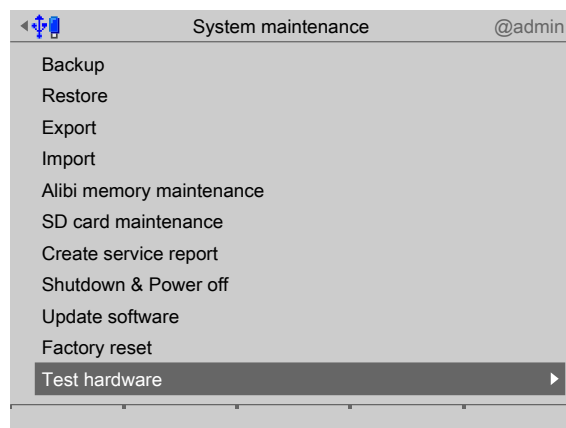 System maintenance @admin
Backup
Restore
Export
Import
Alibi memory maintenance
SD card maintenance
Create service report
Shutdown & Power off
Update software
Factory reset
Test hardware